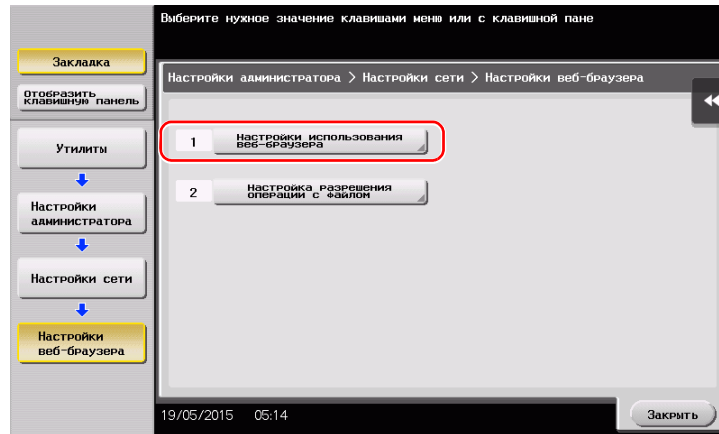 Выберите нужное значение клавишами меню или с клавишной пане
Закладка
Отобразить
клавишную панель
Утилиты
Настройки
администратора
Настройки сети
Настройки
веб-браузера
Настройки администратора > Настройки сети > Настройки веб-браузера
1 Настройки использования
веб-браузера
2 Настройка разрешения
операции с файлом
19/05/2015 05:14
Закрыть